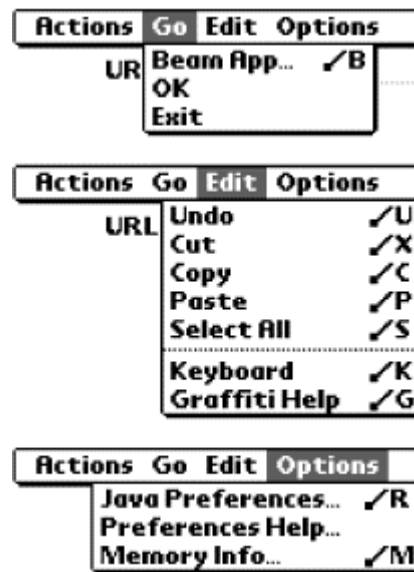 Actions Go Edit Options
UR Beam App... /B
OK
Exit
Actions Go Edit Options
URL Undo /U
Cut /X
Copy /C
Paste /P
Select All /S
Keyboard /K
Graffiti Help /G
Actions Go Edit Options
Java Preferences... /R
Preferences Help...
Memory Info... /M